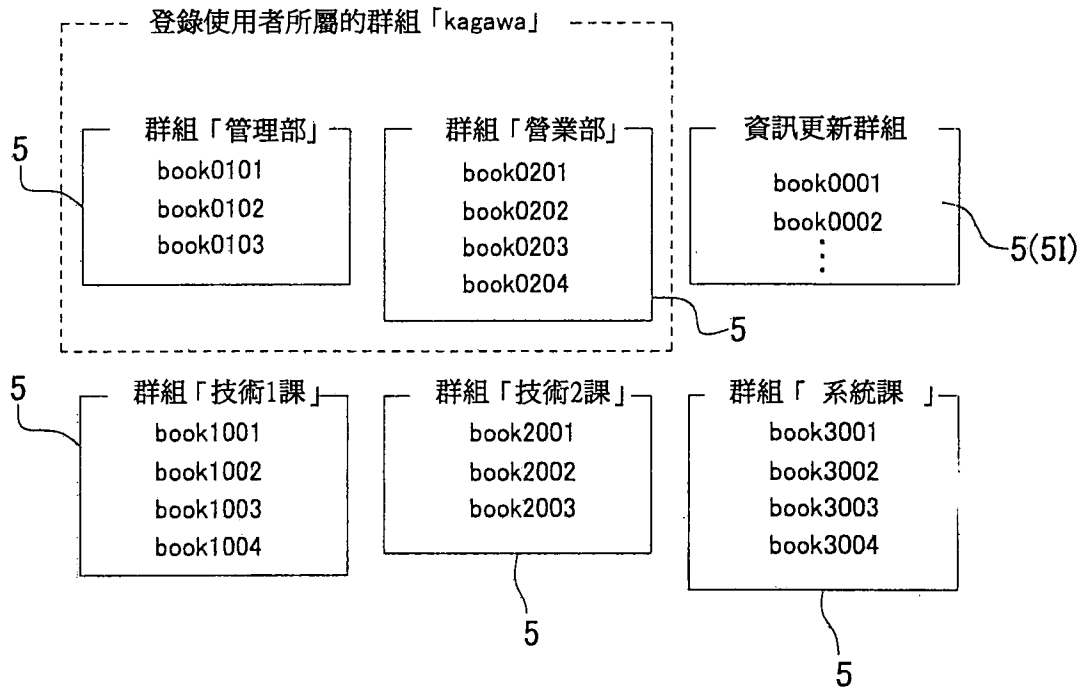 登錄使用者所屬的群組「kagawa」
5
群組「管理部」
book0101
book0102
book0103
群組「營業部」
book0201
book0202
book0203
book0204
5
資訊更新群組
book0001
book0002
⋮
5(5I)
5
群組「技術1課」
book1001
book1002
book1003
book1004
群組「技術2課」
book2001
book2002
book2003
5
群組「 系統課 」
book3001
book3002
book3003
book3004
5